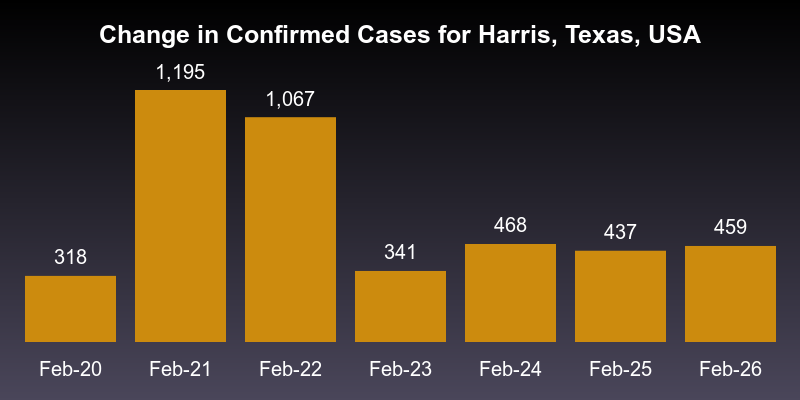 Change in Confirmed Cases for Harris, Texas, USA
318
1,195
1,067
341
468
437
459
Feb-20
Feb-21
Feb-22
Feb-23
Feb-24
Feb-25
Feb-26